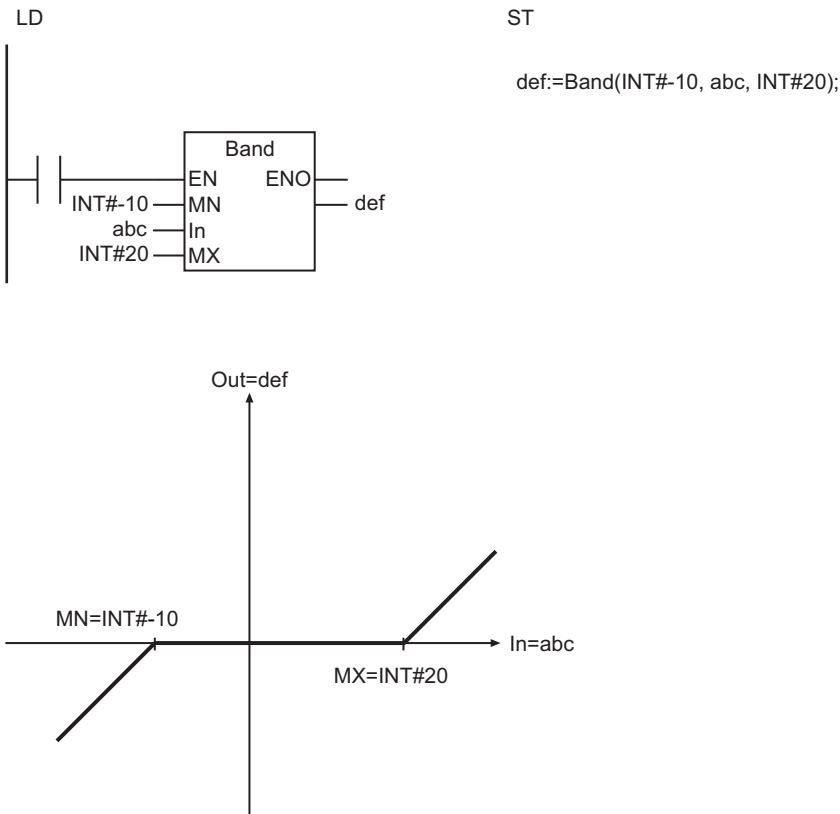 LD
ST
def:=Band(INT#-10, abc, INT#20);
Band
EN ENO
INT#-10 MN def
abc In
INT#20 MX
Out=def
MN=INT#-10
In=abc
MX=INT#20